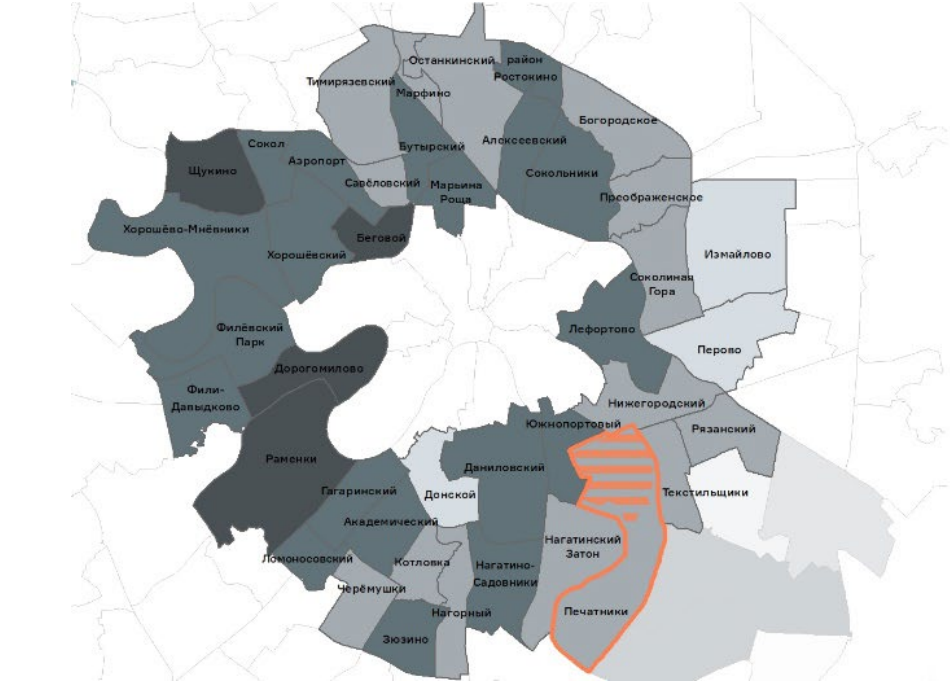 Останкинский
район
Ростокино
Тимирязевский
Марфино
Богородское
Сокол
Аэропорт
Бутырский
Алексеевский
Щукино
Савёловский
Марьина
Роща
Сокольники
Преображенское
Хорошёво-Мнёвники
Беговой
Хорошёвский
Измайлово
Соколиная
Гора
Филёвский
Парк
Лефортово
Перово
Дорогомилово
Фили-
Давыдково
Нижегородский
Южнопортовый
Рязанский
Раменки
Даниловский
Гагаринский
Донской
Текстильщики
Академический
Нагатинский
Затон
Ломоносовский
Котловка
Нагатино-
Садовники
Черёмушки
Нагорный
Печатники
Зюзино